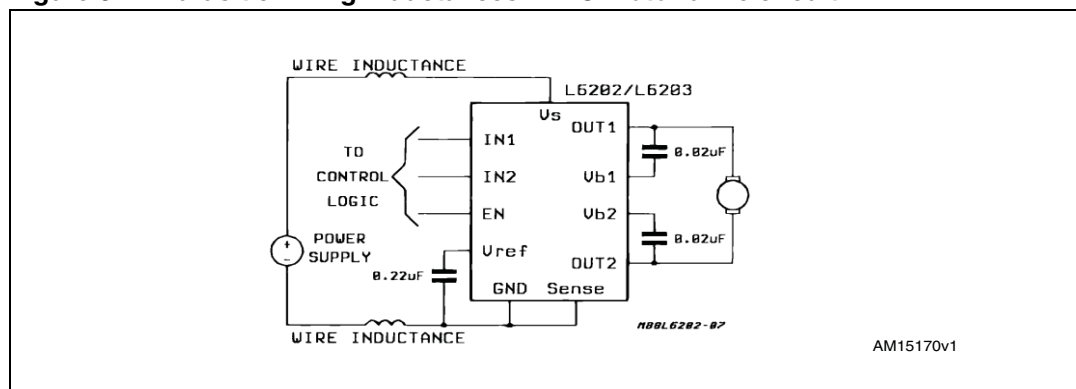 WIRE INDUCTANCE
L6202/L6203
Vs
OUT1
IN1
0.02uF
TO
CONTROL
LOGIC
IN2
Vb1
EN
Vb2
POWER
SUPPLY
+
-
Vref
0.02uF
0.22uF
OUT2
GND Sense
WIRE INDUCTANCE
M88L6202-07
AM15170v1